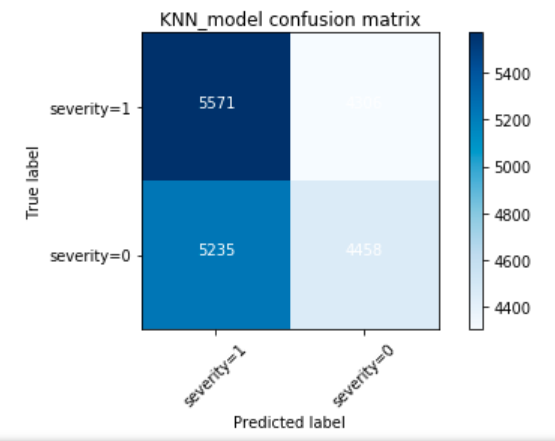 KNN_model confusion matrix
severity=1
5571
severity=0
5235
4458
True label
severity=1
severity=0
Predicted label
5400
5200
5000
4800
4600
4400